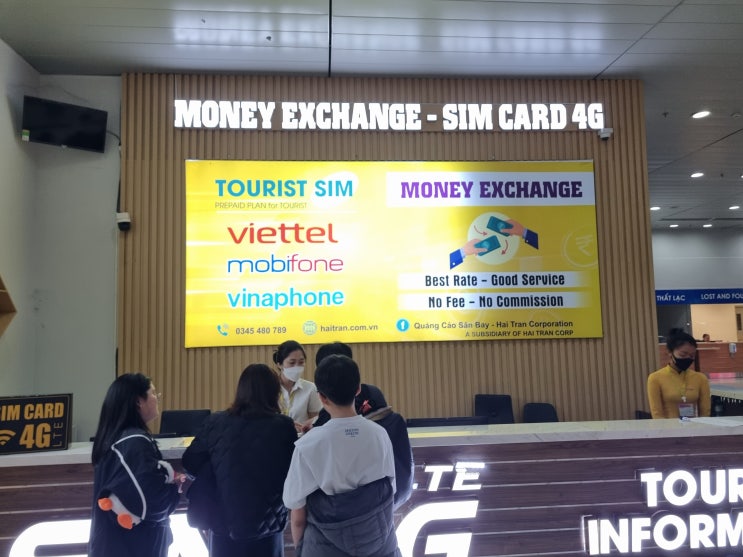 MONEY EXCHANGE - SIM CARD 4G
TOURIST SIM
PREPAID PLAN for TOURIST
viettel
mobifone
vinaphone
0345 480 789
haitran.com.vn
MONEY EXCHANGE
Best Rate – Good Service
No Fee – No Commission
Quảng Cáo Sân Bay - Hai Tran Corporation
A SUBSIDIARY OF HAI TRAN CORP
THẤT LẠC
LOST AND FOU
SIM CARD
4G LTE
LTE
G
TOUR
INFORM